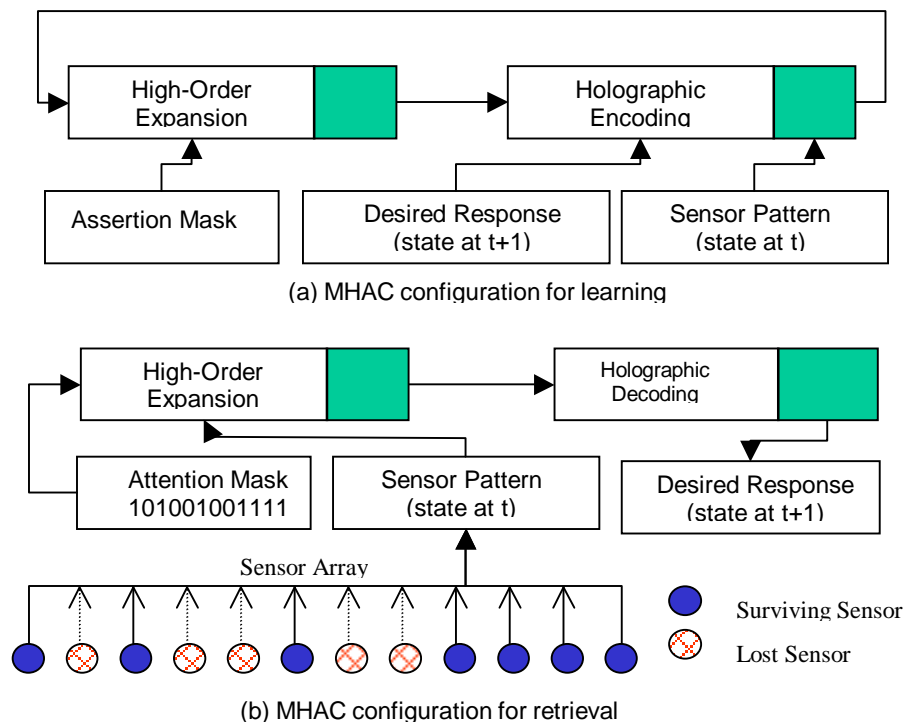 High-Order
Expansion
Holographic
Encoding
Assertion Mask
Desired Response
(state at t+1)
Sensor Pattern
(state at t)
(a) MHAC configuration for learning
High-Order
Expansion
Holographic
Decoding
Attention Mask
101001001111
Sensor Pattern
(state at t)
Desired Response
(state at t+1)
Sensor Array
Surviving Sensor
Lost Sensor
(b) MHAC configuration for retrieval